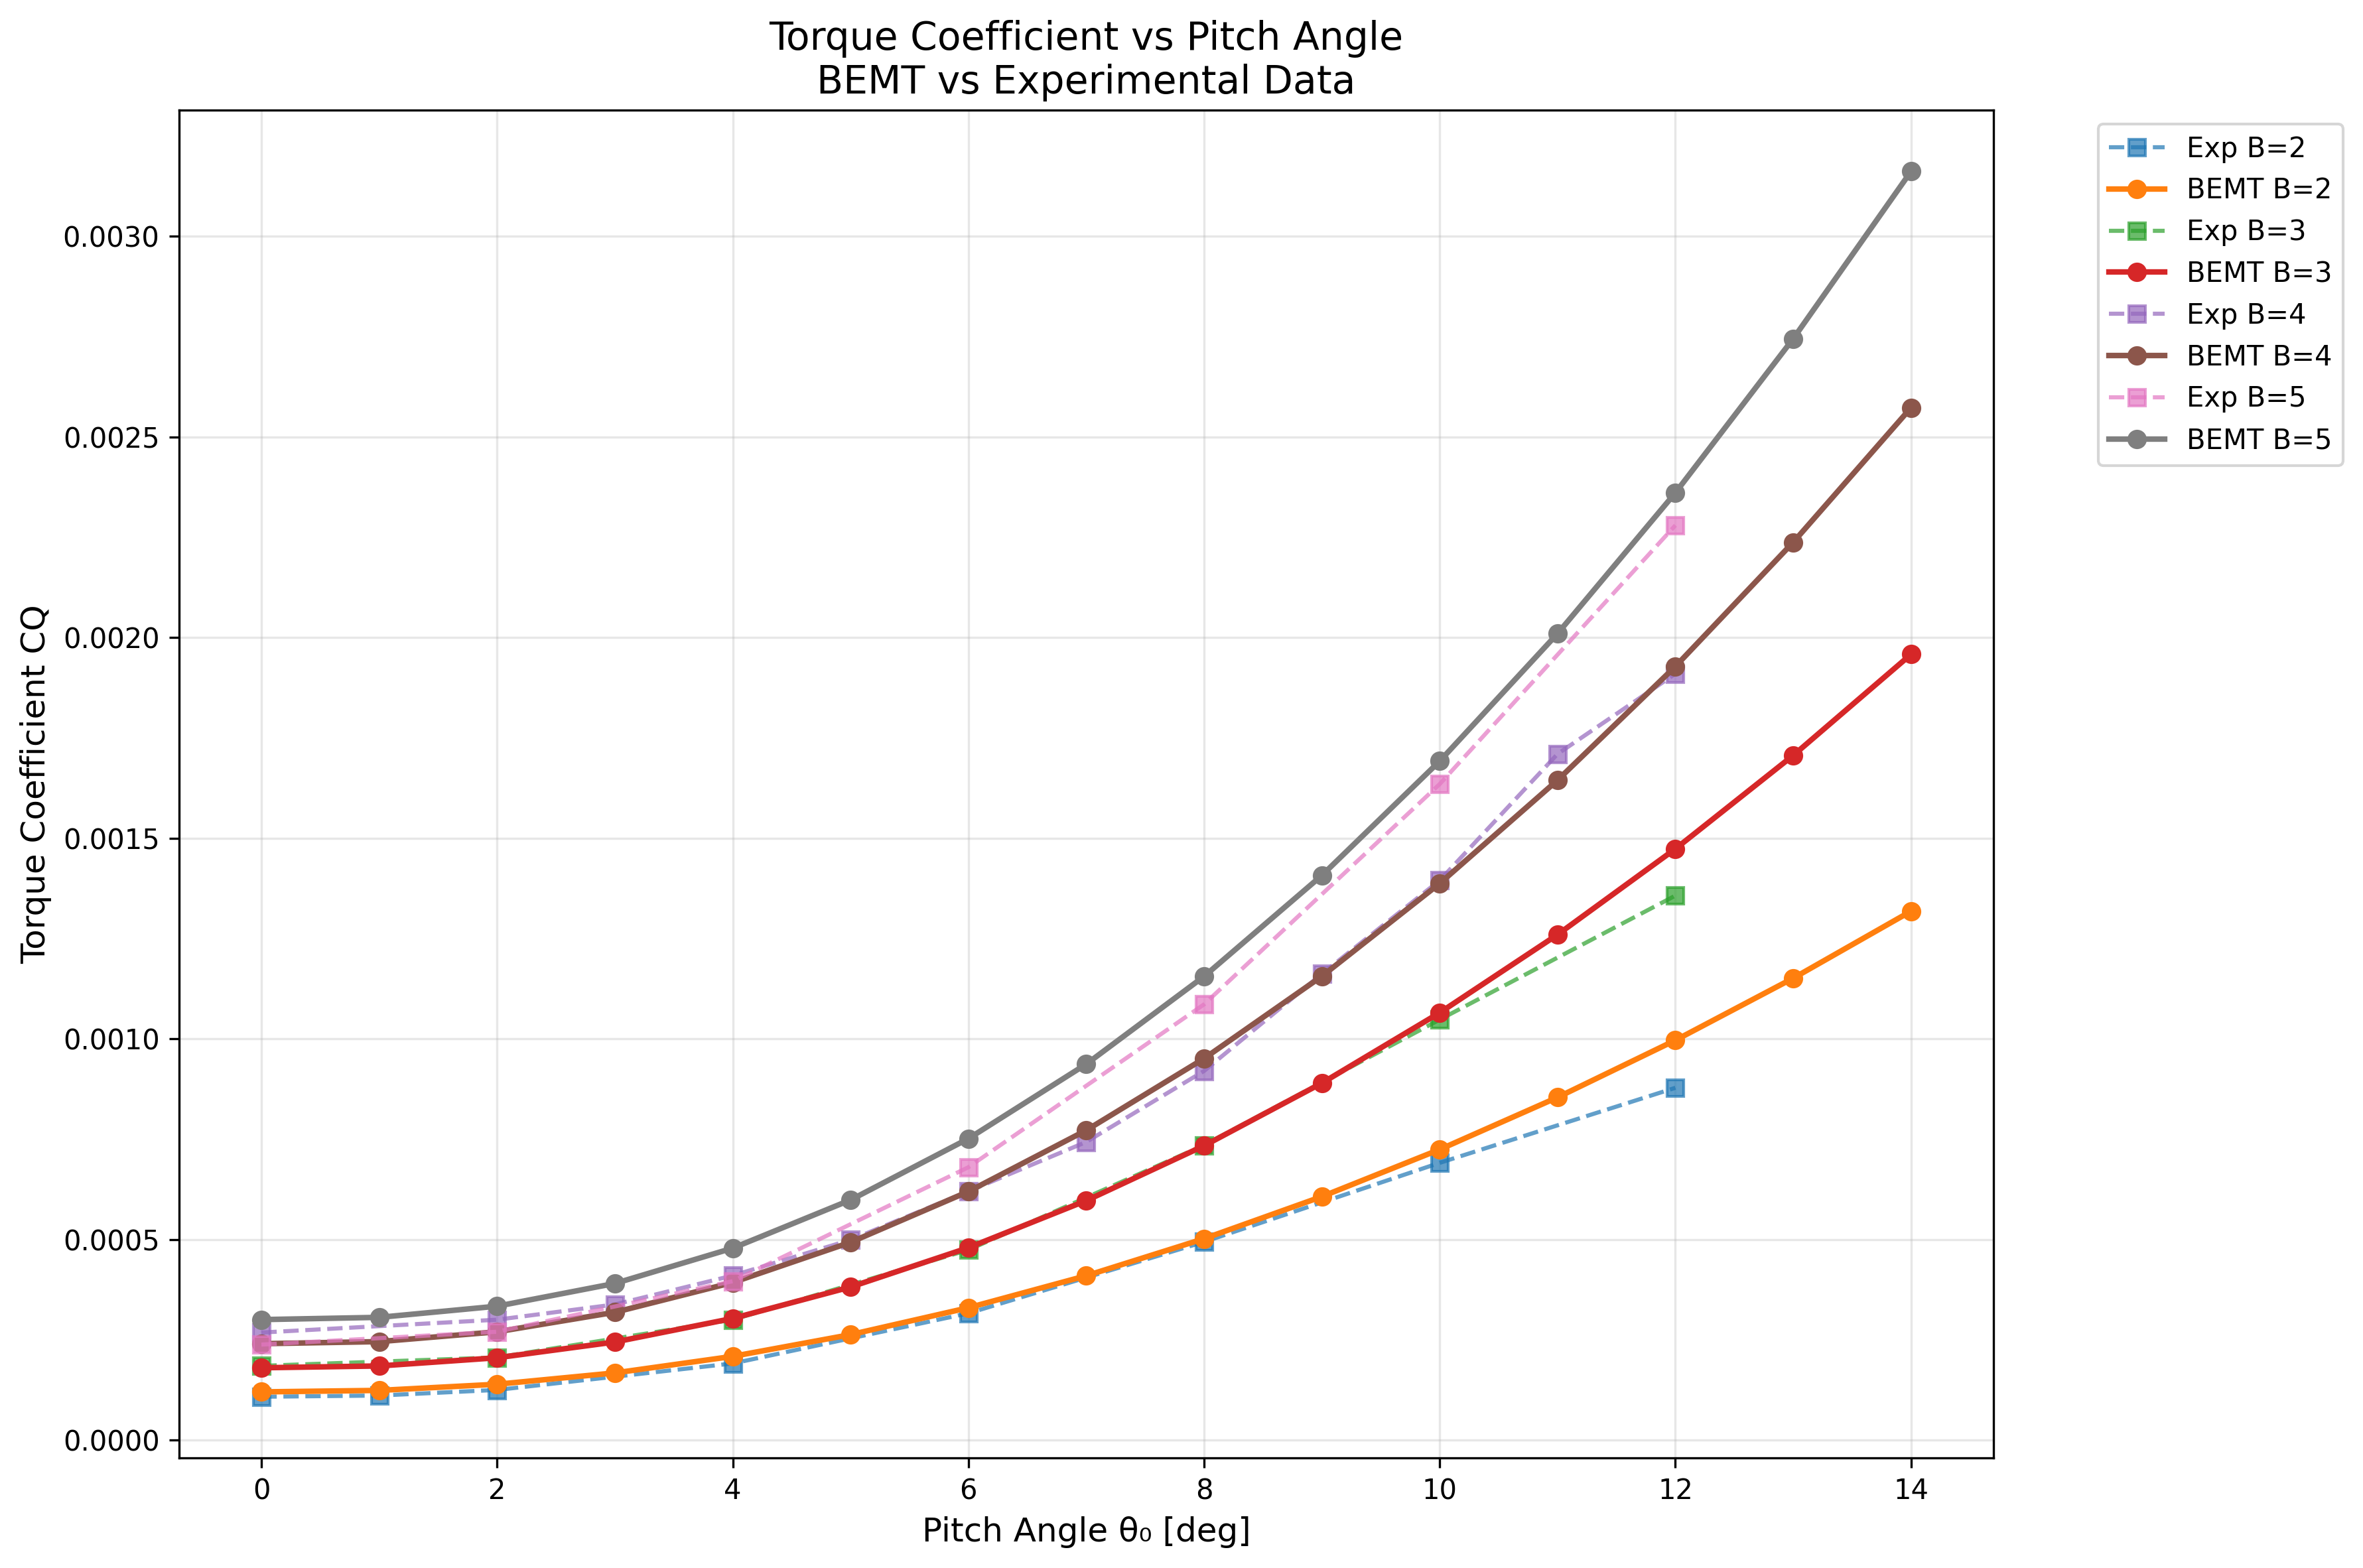 Torque Coefficient vs Pitch Angle
BEMT vs Experimental Data
Torque Coefficient CQ
0.0030
0.0025
0.0020
0.0015
0.0010
0.0005
0.0000
0 2 4 6 8 10 12 14
Pitch Angle θ₀ [deg]
Exp B=2
BEMT B=2
Exp B=3
BEMT B=3
Exp B=4
BEMT B=4
Exp B=5
BEMT B=5